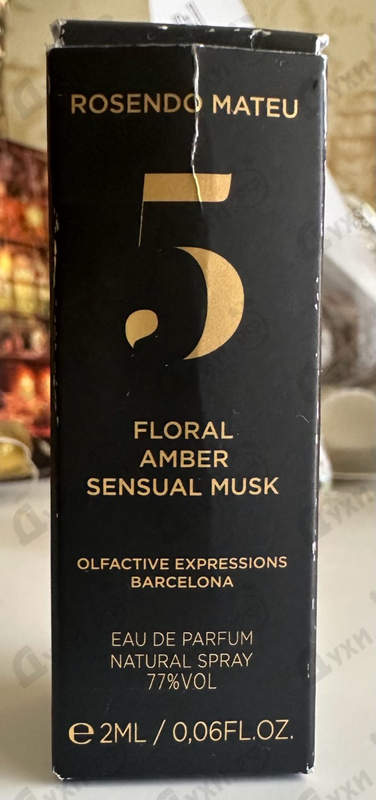 ROSENDO MATEU
5
FLORAL
AMBER
SENSUAL MUSK
OLFACTIVE EXPRESSIONS
BARCELONA
EAU DE PARFUM
NATURAL SPRAY
77%VOL
℮ 2ML / 0,06FL.OZ.